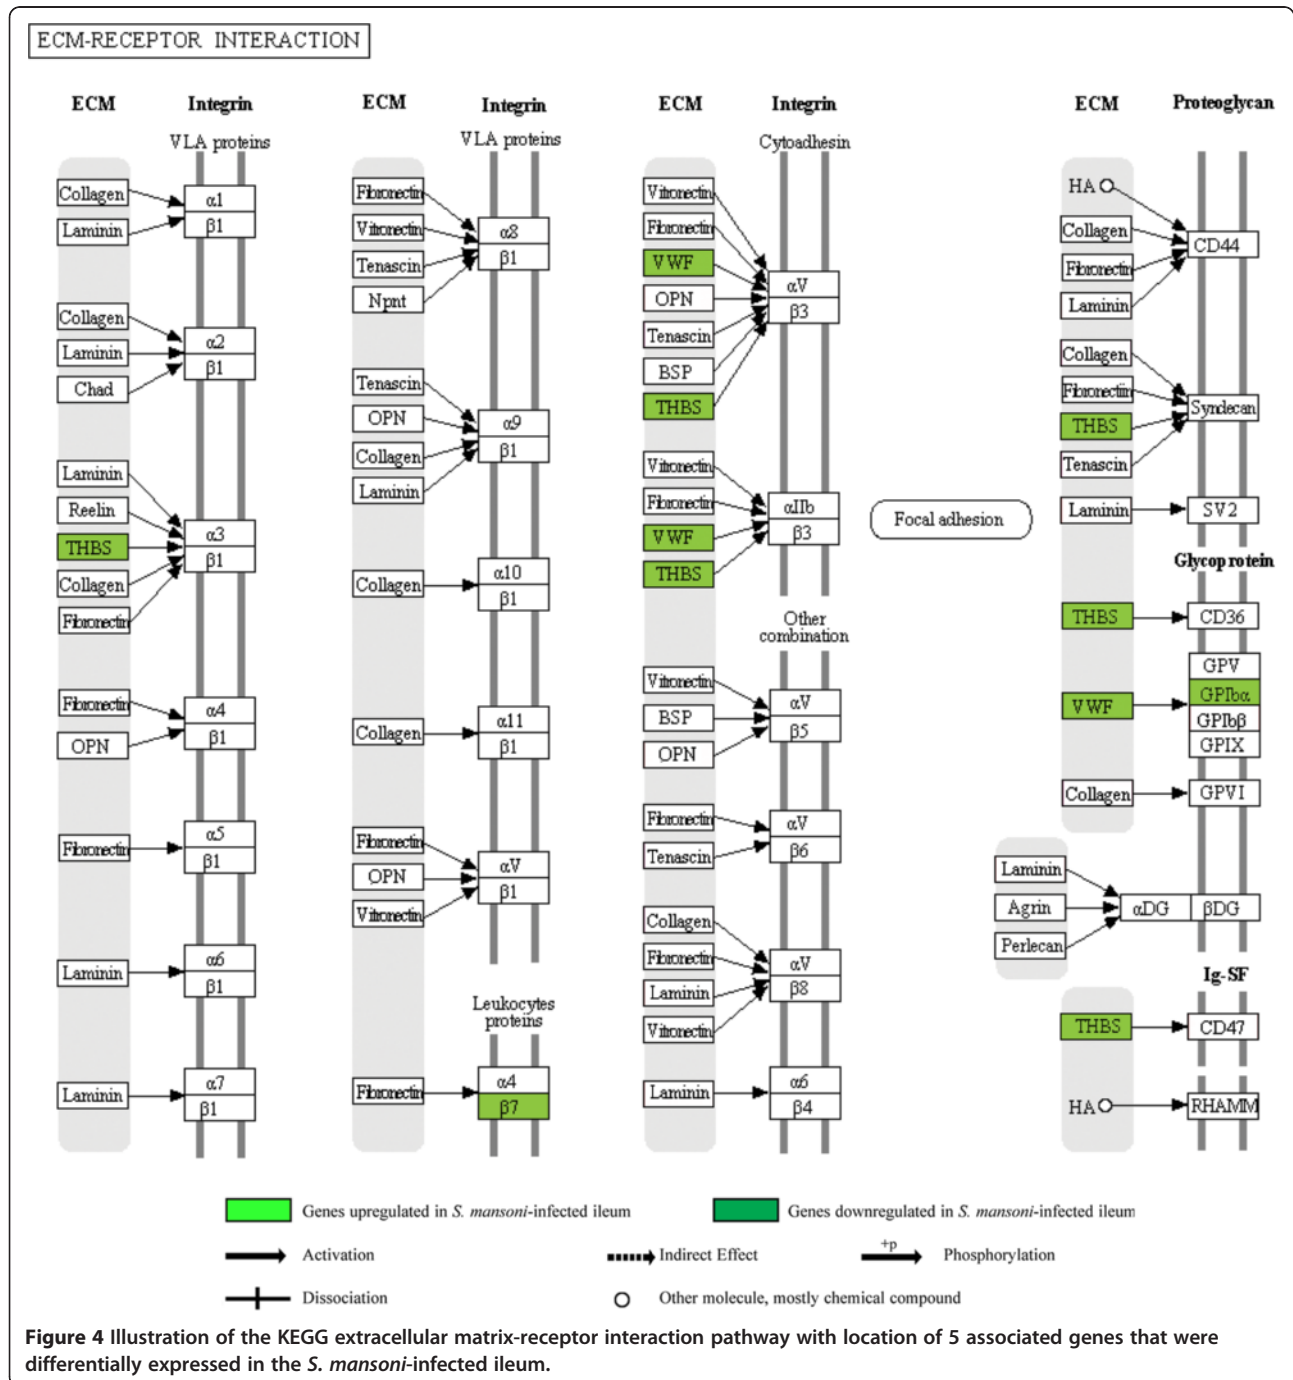 ECM-RECEPTOR INTERACTION
ECM
Integrin
VLA proteins
Collagen
Laminin
α1
β1
Collagen
Laminin
Chad
α2
β1
Laminin
Reelin
THBS
Collagen
Fibronectin
α3
β1
Fibronectin
OPN
α4
β1
Fibronectin
α5
β1
Laminin
α6
β1
Laminin
α7
β1
ECM
Integrin
VLA proteins
Fibronectin
Vitronectin
Tenascin
Npnt
α8
β1
Tenascin
OPN
Collagen
Laminin
α9
β1
Collagen
α10
β1
Collagen
α11
β1
Fibronectin
OPN
Vitronectin
αV
β1
Leukocytes
proteins
Fibronectin
α4
β7
ECM
Integrin
Cytoadhesin
Vitronectin
Fibronectin
VWF
OPN
Tenascin
BSP
THBS
αV
β3
Vitronectin
Fibronectin
VWF
THBS
αIIb
β3
Other
combination
Vitronectin
BSP
OPN
αV
β5
Fibronectin
Tenascin
αV
β6
Collagen
Fibronectin
Laminin
Vitronectin
αV
β8
Laminin
α6
β4
Focal adhesion
ECM
Proteoglycan
HA
Collagen
Fibronectin
Laminin
CD44
Collagen
Fibronectin
THBS
Tenascin
Syndecan
Laminin
SV2
Glycoprotein
THBS
CD36
VWF
GPV
GPIbα
GPIbβ
GPIX
Collagen
GPVI
Laminin
Agrin
Perlecan
αDG
βDG
Ig-SF
THBS
CD47
HA
RHAMM
Genes upregulated in S. mansoni-infected ileum
Genes downregulated in S. mansoni-infected ileum
Activation
Indirect Effect
+p
Phosphorylation
Dissociation
Other molecule, mostly chemical compound
Figure 4 Illustration of the KEGG extracellular matrix-receptor interaction pathway with location of 5 associated genes that were
differentially expressed in the S. mansoni-infected ileum.